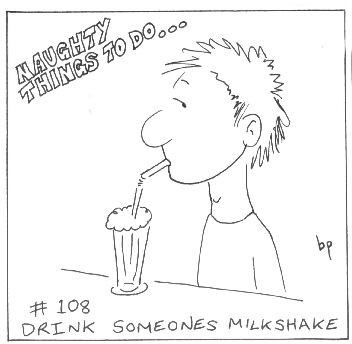 NAUGHTY
THINGS TO DO...
bp
# 108
DRINK SOMEONES MILKSHAKE